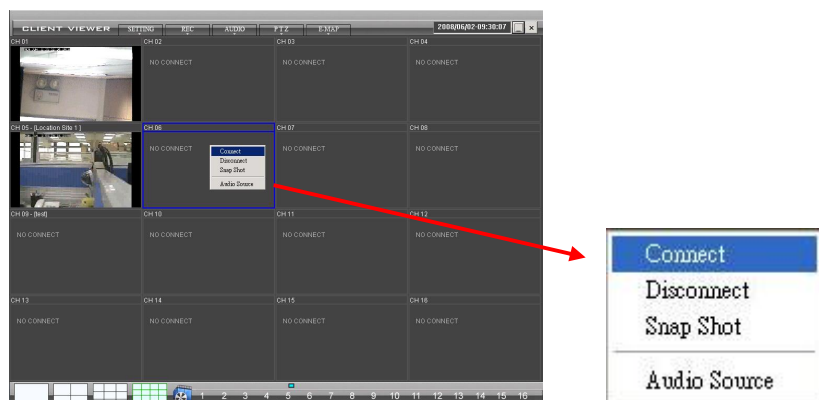 CLIENT VIEWER SETTING REC AUDIO PTZ E-MAP 2008/06/02-09:30:07
CH 01 CH 02 CH 03 CH 04
NO CONNECT NO CONNECT NO CONNECT
CH 05 - [Location Site 1 ] CH 06 CH 07 CH 08
NO CONNECT NO CONNECT NO CONNECT
Connect
Disconnect
Snap Shot
Audio Source
CH 09 - [test] CH 10 CH 11 CH 12
NO CONNECT NO CONNECT NO CONNECT NO CONNECT
CH 13 CH 14 CH 15 CH 16
NO CONNECT NO CONNECT NO CONNECT NO CONNECT
1 2 3 4 5 6 7 8 9 10 11 12 13 14 15 16
Connect
Disconnect
Snap Shot
Audio Source